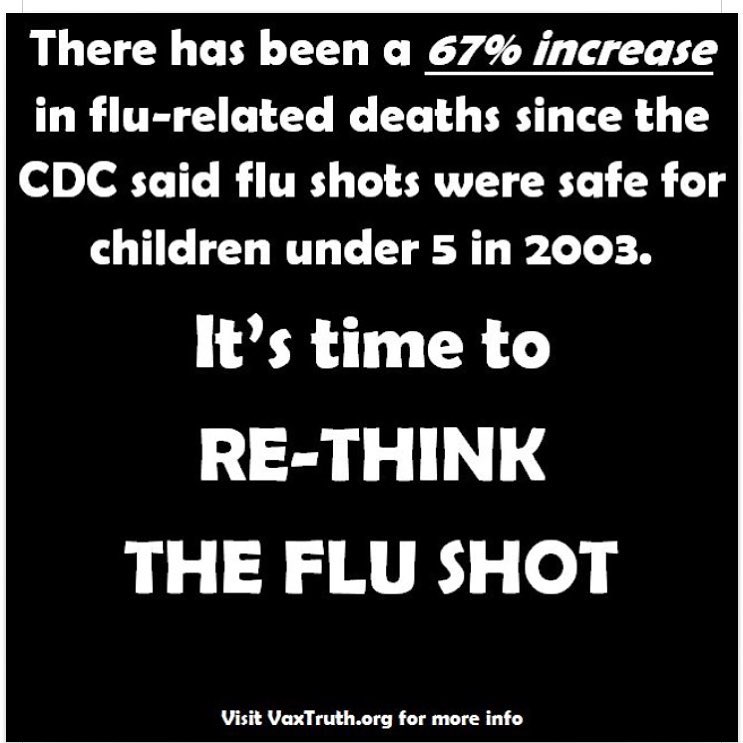 There has been a 67% increase
in flu-related deaths since the
CDC said flu shots were safe for
children under 5 in 2003.
It's time to
RE-THINK
THE FLU SHOT
Visit VaxTruth.org for more info